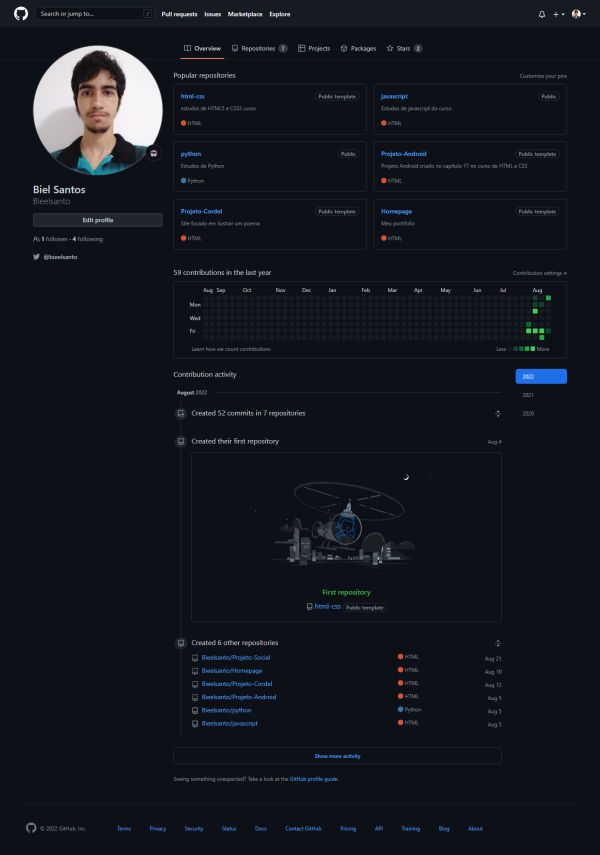 Search or jump to... /
Pull requests Issues Marketplace Explore
Overview Repositories 7 Projects Packages Stars 2
Biel Santos
Bieelsanto
Edit profile
1 follower · 4 following
@bieelsanto
Popular repositories
Customize your pins
html-css Public template
estudos de HTML5 e CSS3 curso
HTML
javascript Public
Estudos de javascript do curso
HTML
python Public
Estudos de Python
Python
Projeto-Android Public template
Projeto Android criado no capítulo 17 no curso de HTML e CSS
HTML
Projeto-Cordel Public template
Site focado em ilustrar um poema
HTML
Homepage Public template
Meu portfolio
HTML
59 contributions in the last year
Contribution settings
Aug Sep Oct Nov Dec Jan Feb Mar Apr May Jun Jul Aug
Mon
Wed
Fri
Learn how we count contributions
Less More
Contribution activity
2022
2021
2020
August 2022
Created 52 commits in 7 repositories
Created their first repository Aug 4
First repository
html-css Public template
Created 6 other repositories
Bieelsanto/Projeto-Social HTML Aug 21
Bieelsanto/Homepage HTML Aug 19
Bieelsanto/Projeto-Cordel HTML Aug 12
Bieelsanto/Projeto-Android HTML Aug 5
Bieelsanto/python Python Aug 5
Bieelsanto/javascript HTML Aug 5
Show more activity
Seeing something unexpected? Take a look at the GitHub profile guide.
© 2022 GitHub, Inc. Terms Privacy Security Status Docs Contact GitHub Pricing API Training Blog About